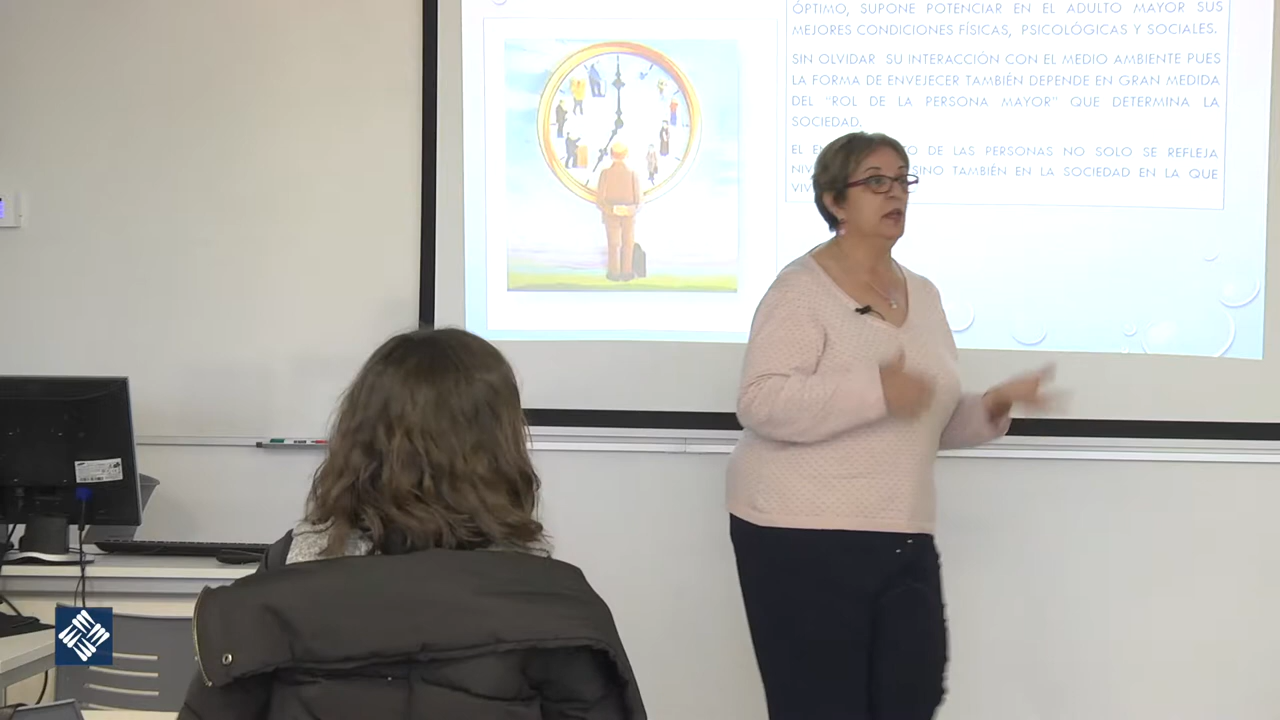 ÓPTIMO, SUPONE POTENCIAR EN EL ADULTO MAYOR SUS
MEJORES CONDICIONES FÍSICAS, PSICOLÓGICAS Y SOCIALES.
SIN OLVIDAR SU INTERACCIÓN CON EL MEDIO AMBIENTE PUES
LA FORMA DE ENVEJECER TAMBIÉN DEPENDE EN GRAN MEDIDA
DEL "ROL DE LA PERSONA MAYOR" QUE DETERMINA LA
SOCIEDAD.
EL DE LAS PERSONAS NO SOLO SE REFLEJA
SINO TAMBIÉN EN LA SOCIEDAD EN LA QUE